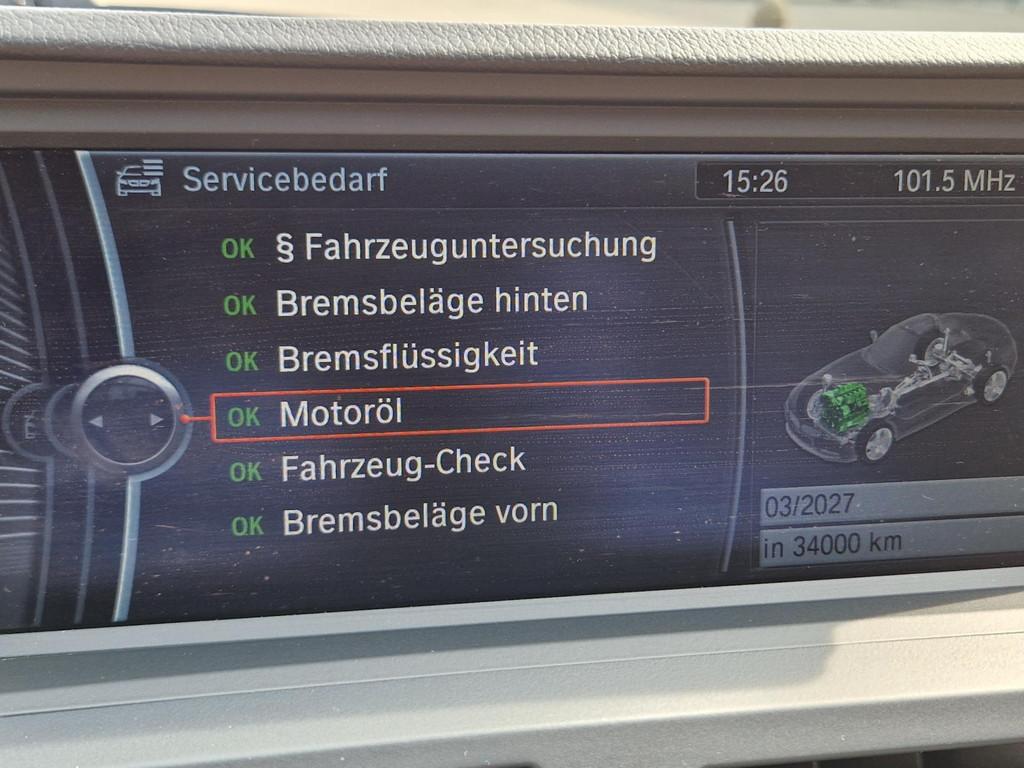 Servicebedarf
15:26
101.5 MHz
OK § Fahrzeuguntersuchung
OK Bremsbeläge hinten
OK Bremsflüssigkeit
OK Motoröl
OK Fahrzeug-Check
OK Bremsbeläge vorn
03/2027
in 34000 km